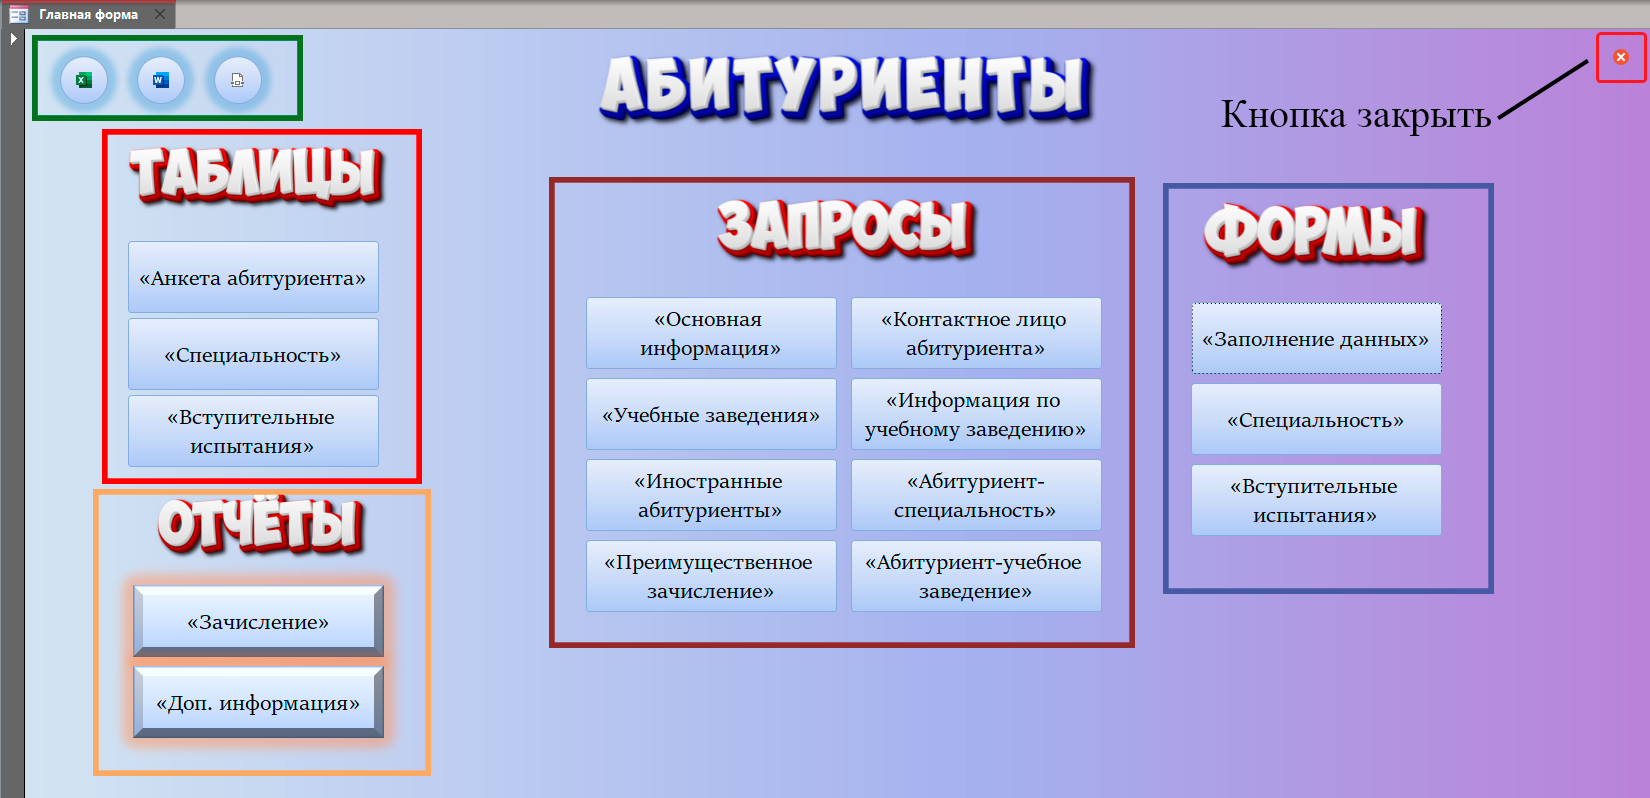 Главная форма
АБИТУРИЕНТЫ
Кнопка закрыть
ТАБЛИЦЫ
«Анкета абитуриента»
«Специальность»
«Вступительные
испытания»
ОТЧЁТЫ
«Зачисление»
«Доп. информация»
ЗАПРОСЫ
«Основная
информация»
«Контактное лицо
абитуриента»
«Учебные заведения»
«Информация по
учебному заведению»
«Иностранные
абитуриенты»
«Абитуриент-
специальность»
«Преимущественное
зачисление»
«Абитуриент-учебное
заведение»
ФОРМЫ
«Заполнение данных»
«Специальность»
«Вступительные
испытания»